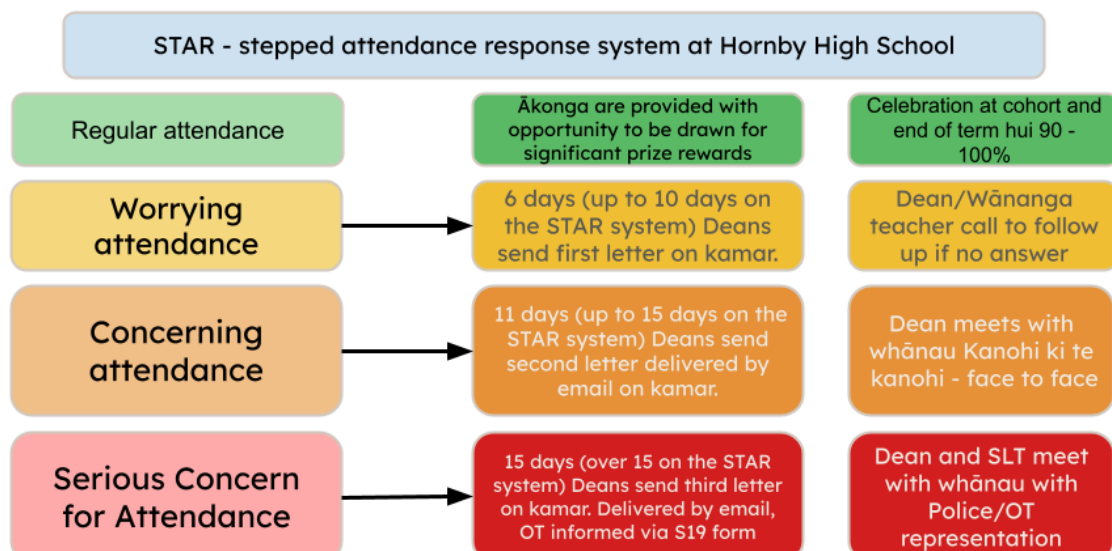 STAR - stepped attendance response system at Hornby High School
Regular attendance
Ākonga are provided with
opportunity to be drawn for
significant prize rewards
Celebration at cohort and
end of term hui 90 -
100%
Worrying
attendance
6 days (up to 10 days on
the STAR system) Deans
send first letter on kamar.
Dean/Wānanga
teacher call to follow
up if no answer
Concerning
attendance
11 days (up to 15 days on the
STAR system) Deans send
second letter delivered by
email on kamar.
Dean meets with
whānau Kanohi ki te
kanohi - face to face
Serious Concern
for Attendance
15 days (over 15 on the STAR
system) Deans send third letter
on kamar. Delivered by email,
OT informed via S19 form
Dean and SLT meet
with whānau with
Police/OT
representation